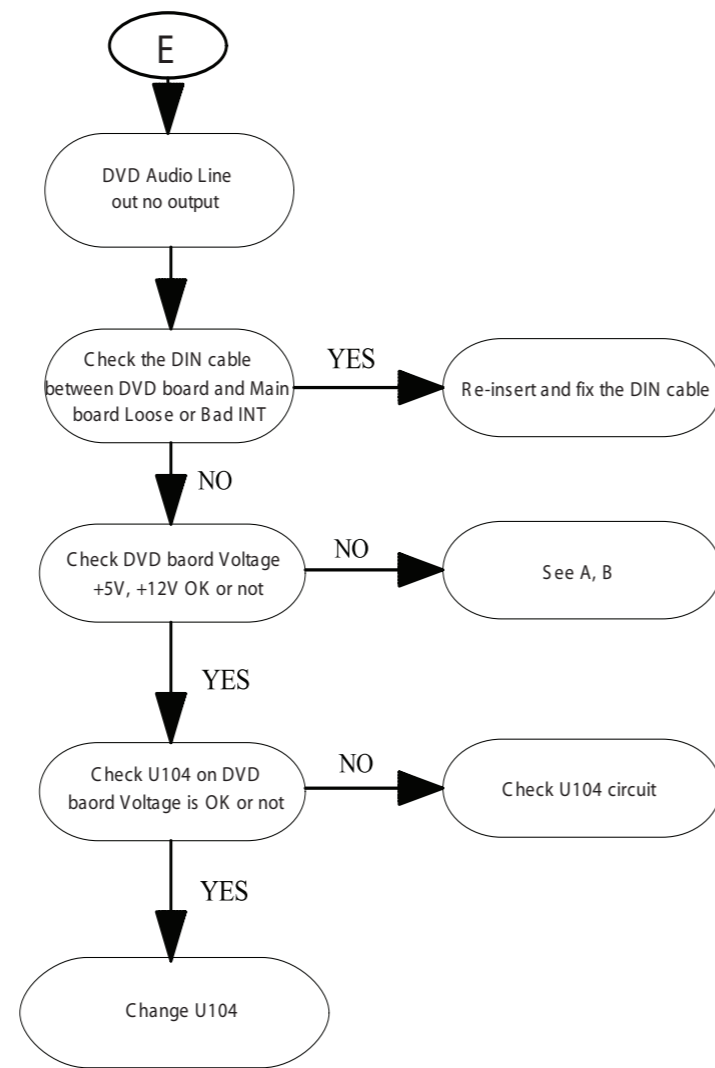 E
DVD Audio Line
out no output
Check the DIN cable
between DVD board and Main
board Loose or Bad INT
YES
Re-insert and fix the DIN cable
NO
Check DVD baord Voltage
+5V, +12V OK or not
NO
See A, B
YES
Check U104 on DVD
baord Voltage is OK or not
NO
Check U104 circuit
YES
Change U104